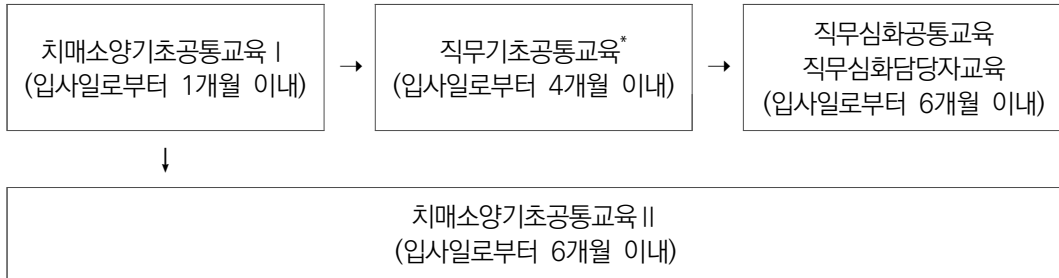 치매소양기초공통교육Ⅰ
(입사일로부터 1개월 이내)
→
직무기초공통교육*
(입사일로부터 4개월 이내)
→
직무심화공통교육
직무심화담당자교육
(입사일로부터 6개월 이내)
↓
치매소양기초공통교육Ⅱ
(입사일로부터 6개월 이내)